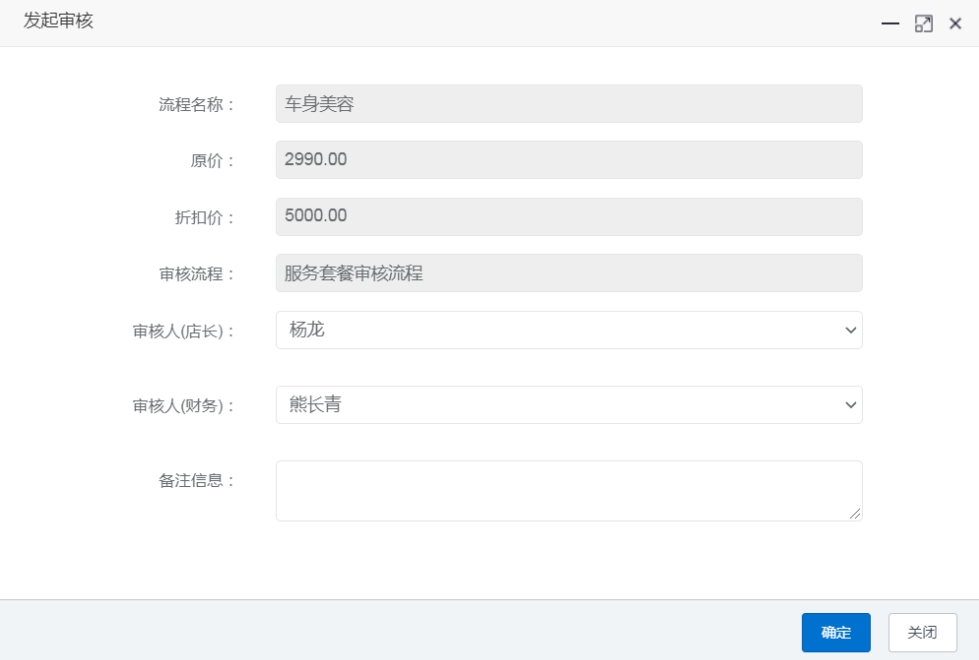 发起审核
流程名称：
车身美容
原价：
2990.00
折扣价：
5000.00
审核流程：
服务套餐审核流程
审核人(店长)：
杨龙
审核人(财务)：
熊长青
备注信息：
确定 关闭